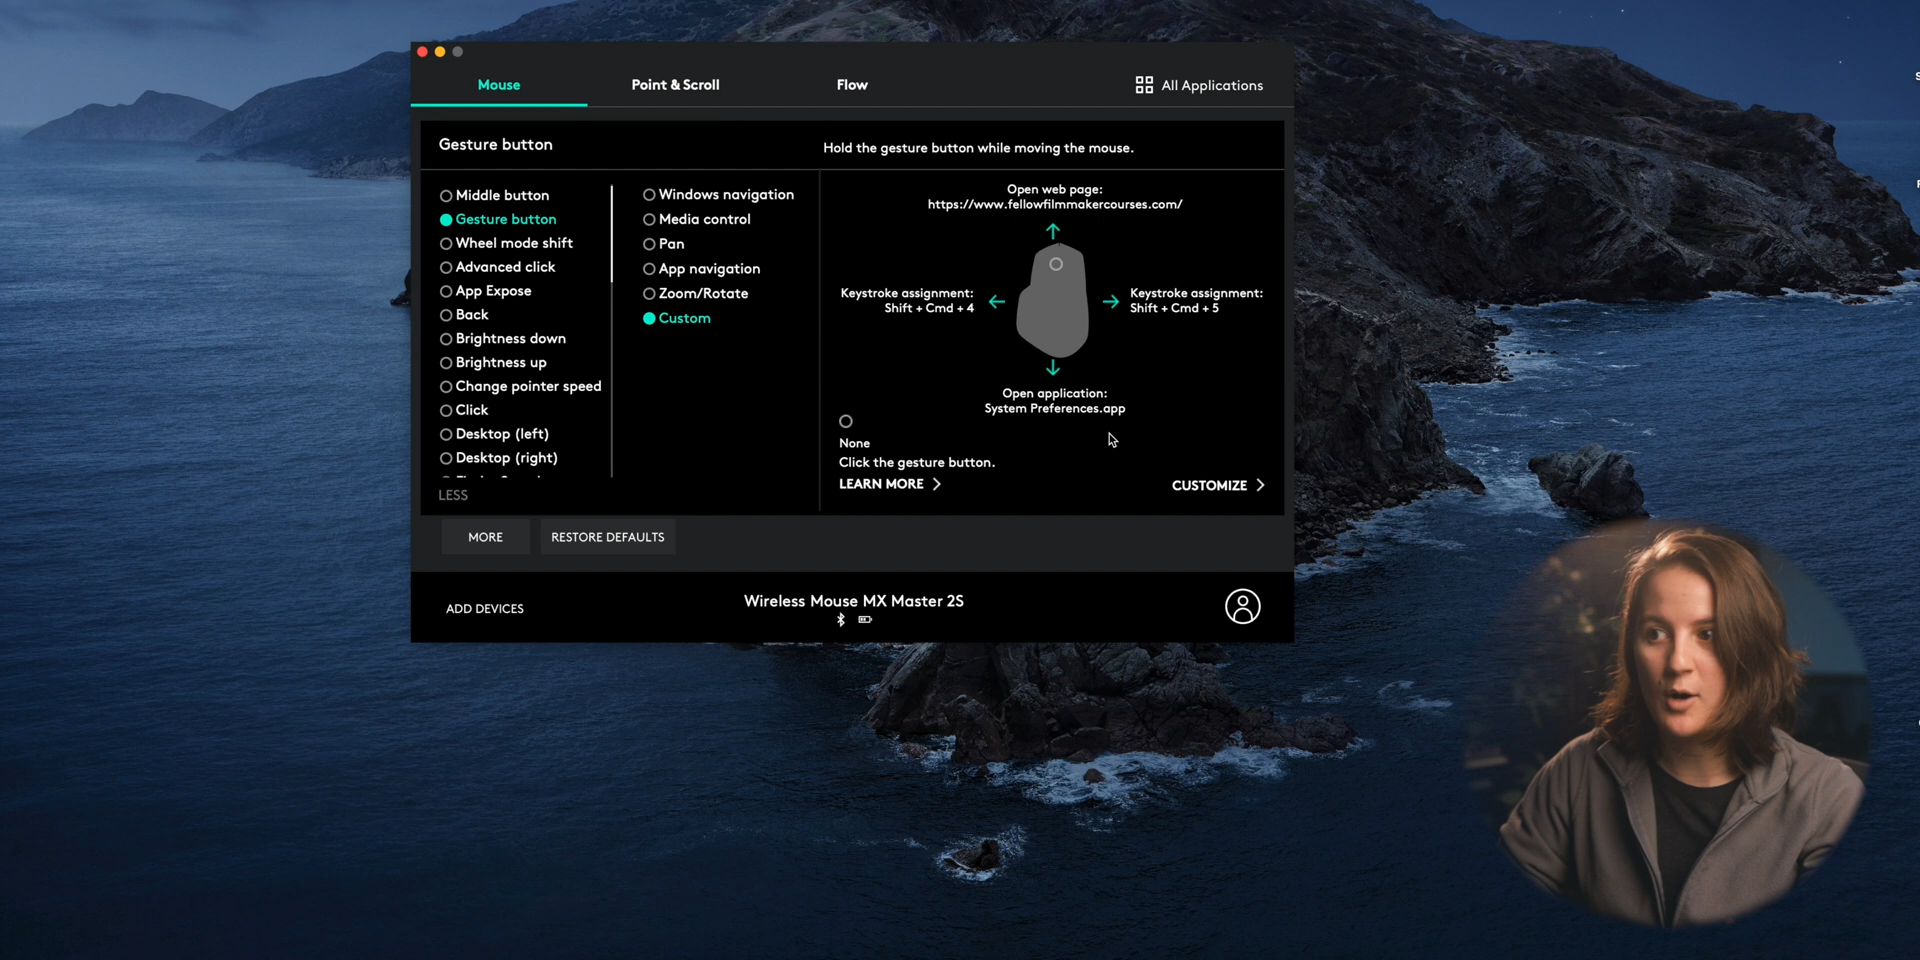 Mouse
Point & Scroll
Flow
All Applications
Gesture button
Hold the gesture button while moving the mouse.
Middle button
Gesture button
Wheel mode shift
Advanced click
App Expose
Back
Brightness down
Brightness up
Change pointer speed
Click
Desktop (left)
Desktop (right)
LESS
Windows navigation
Media control
Pan
App navigation
Zoom/Rotate
Custom
Open web page:
https://www.fellowfilmmakercourses.com/
Keystroke assignment:
Shift + Cmd + 4
Keystroke assignment:
Shift + Cmd + 5
Open application:
System Preferences.app
None
Click the gesture button.
LEARN MORE
CUSTOMIZE
MORE
RESTORE DEFAULTS
ADD DEVICES
Wireless Mouse MX Master 2S